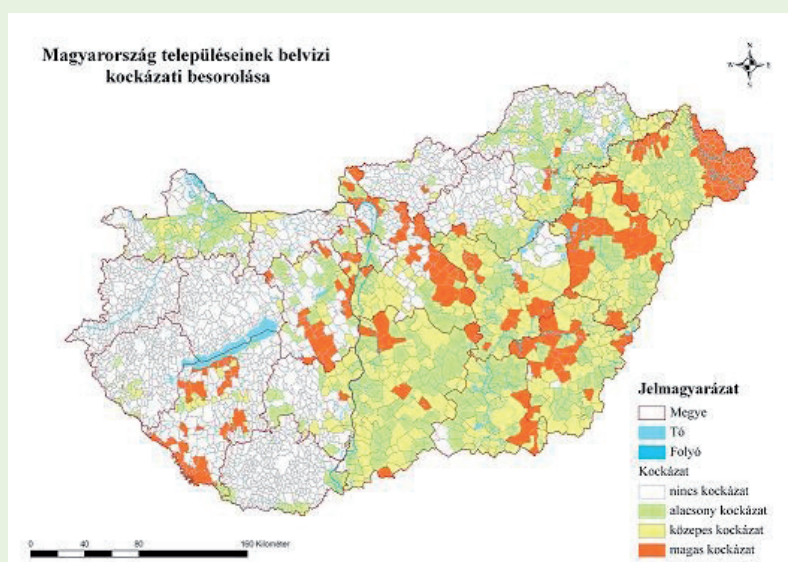 Magyarország településeinek belvizi
kockázati besorolása
N
W E
S
Jelmagyarázat
Megye
Tó
Folyó
Kockázat
nincs kockázat
alacsony kockázat
közepes kockázat
magas kockázat
0 40 80 160 Kilométer